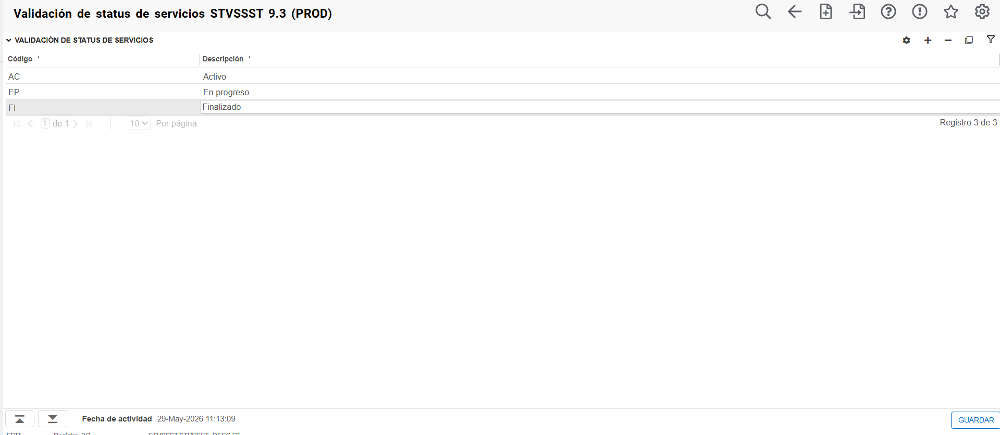 Validación de status de servicios STVSSST 9.3 (PROD)
VALIDACIÓN DE STATUS DE SERVICIOS
Código * Descripción *
AC Activo
EP En progreso
FI Finalizado
1 de 1 10 Por página Registro 3 de 3
Fecha de actividad 29-May-2026 11:13:09
GUARDAR
EDIT Registro: 3/3 STVSSST.STVSSST_DESC [3]